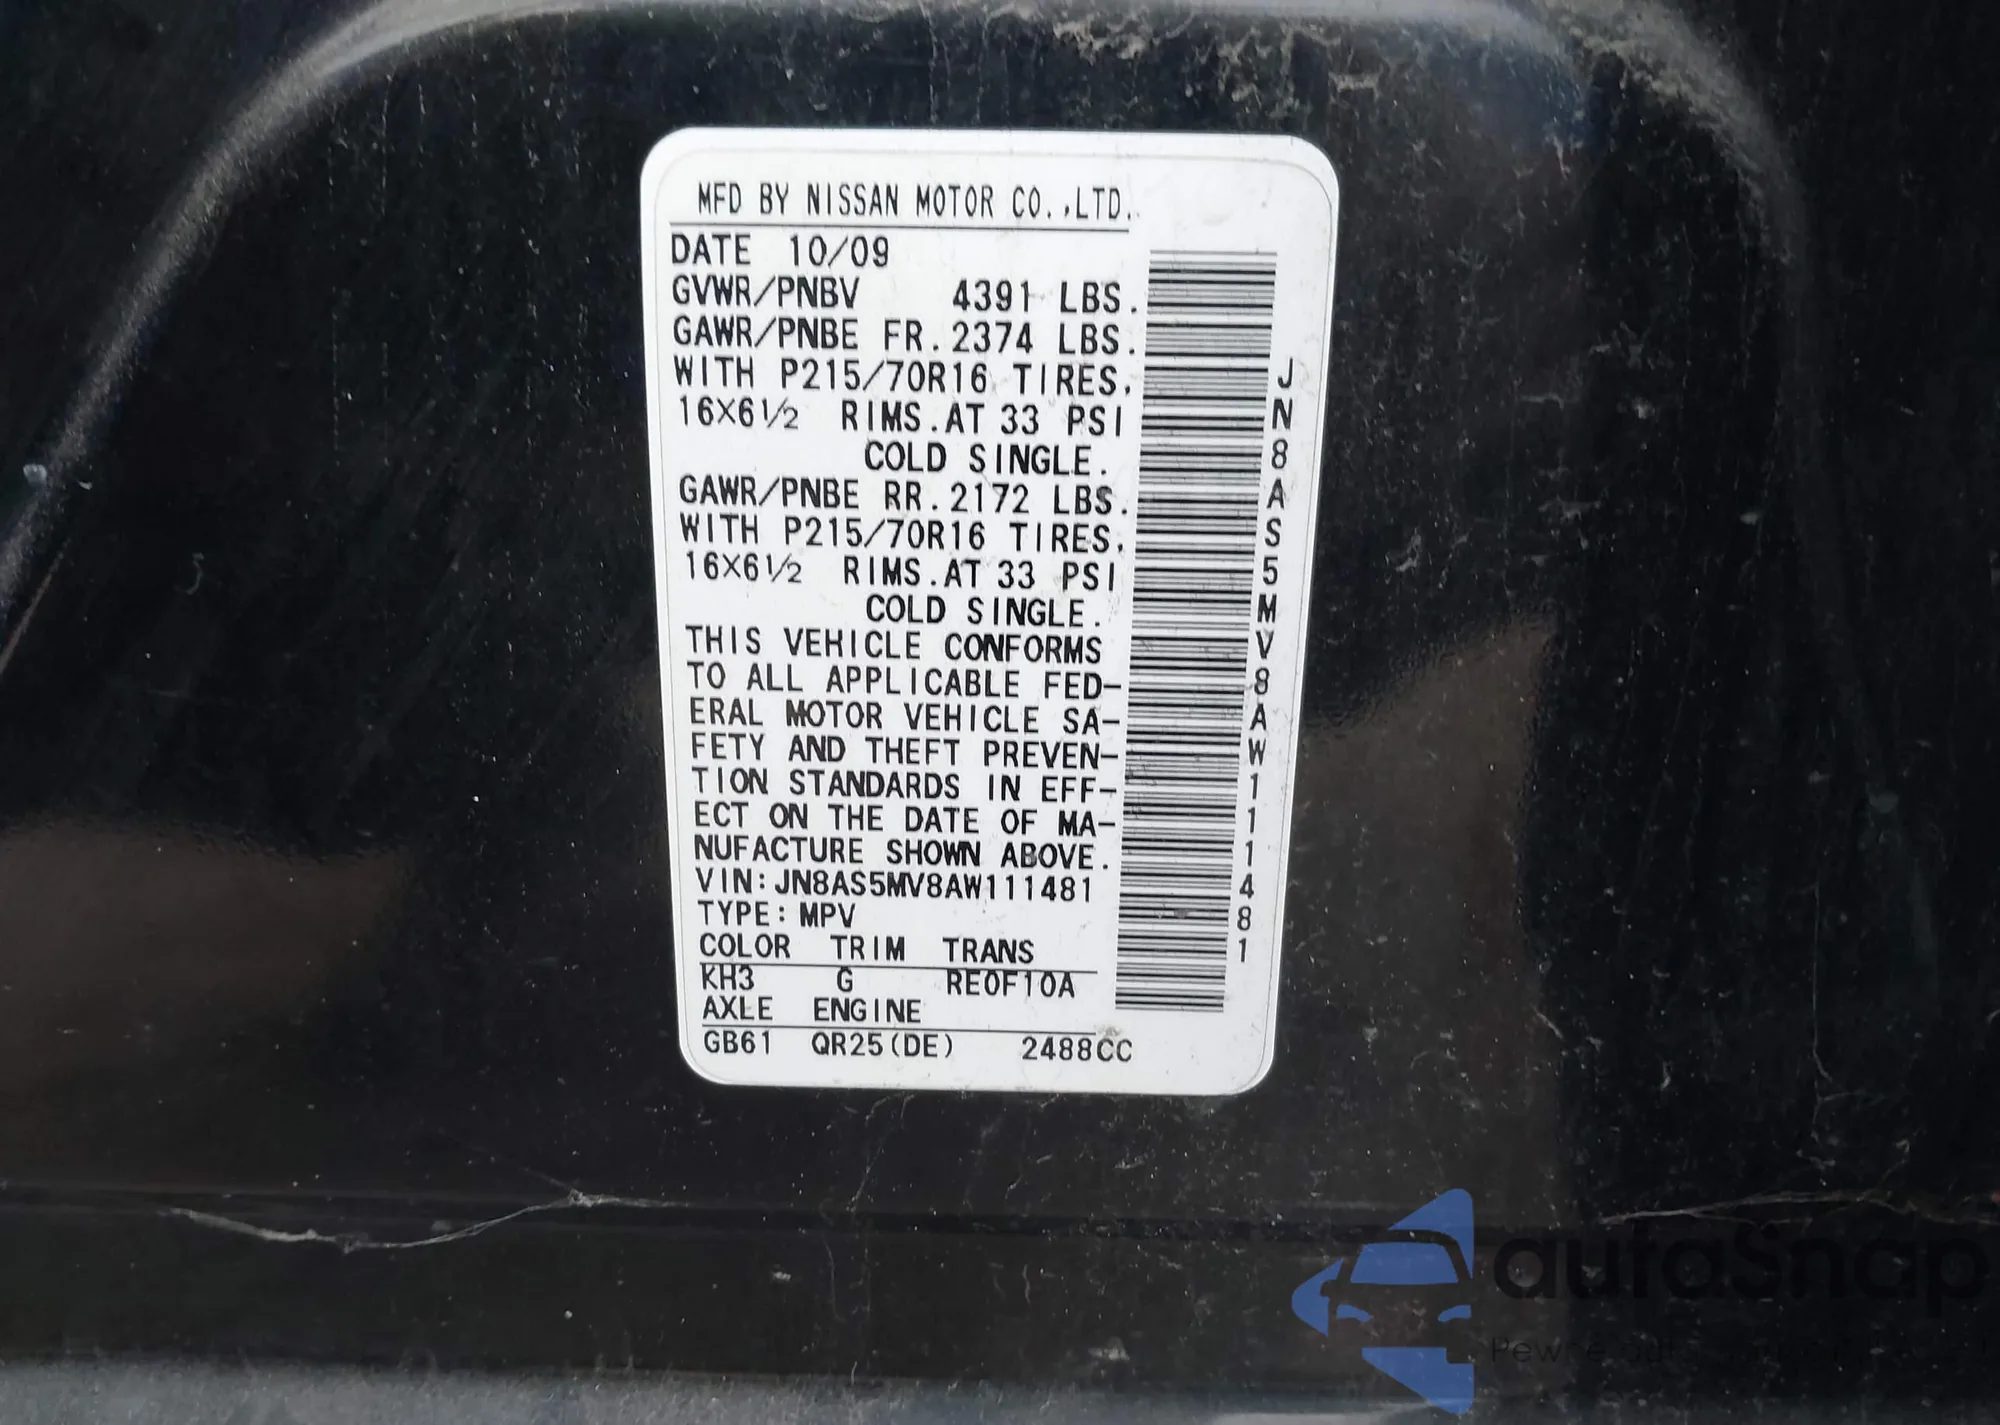 MFD BY NISSAN MOTOR CO.,LTD.
DATE 10/09
GVWR/PNBV 4391 LBS.
GAWR/PNBE FR.2374 LBS.
WITH P215/70R16 TIRES,
16X6½ RIMS.AT 33 PSI
COLD SINGLE.
GAWR/PNBE RR.2172 LBS.
WITH P215/70R16 TIRES,
16X6½ RIMS.AT 33 PSI
COLD SINGLE.
THIS VEHICLE CONFORMS
TO ALL APPLICABLE FED-
ERAL MOTOR VEHICLE SA-
FETY AND THEFT PREVEN-
TION STANDARDS IN EFF-
ECT ON THE DATE OF MA-
NUFACTURE SHOWN ABOVE.
VIN:JN8AS5MV8AW111481
TYPE:MPV
COLOR TRIM TRANS
KH3 G RE0F10A
AXLE ENGINE
GB61 QR25(DE) 2488CC
JN8AS5MV8AW111481
autaSnap